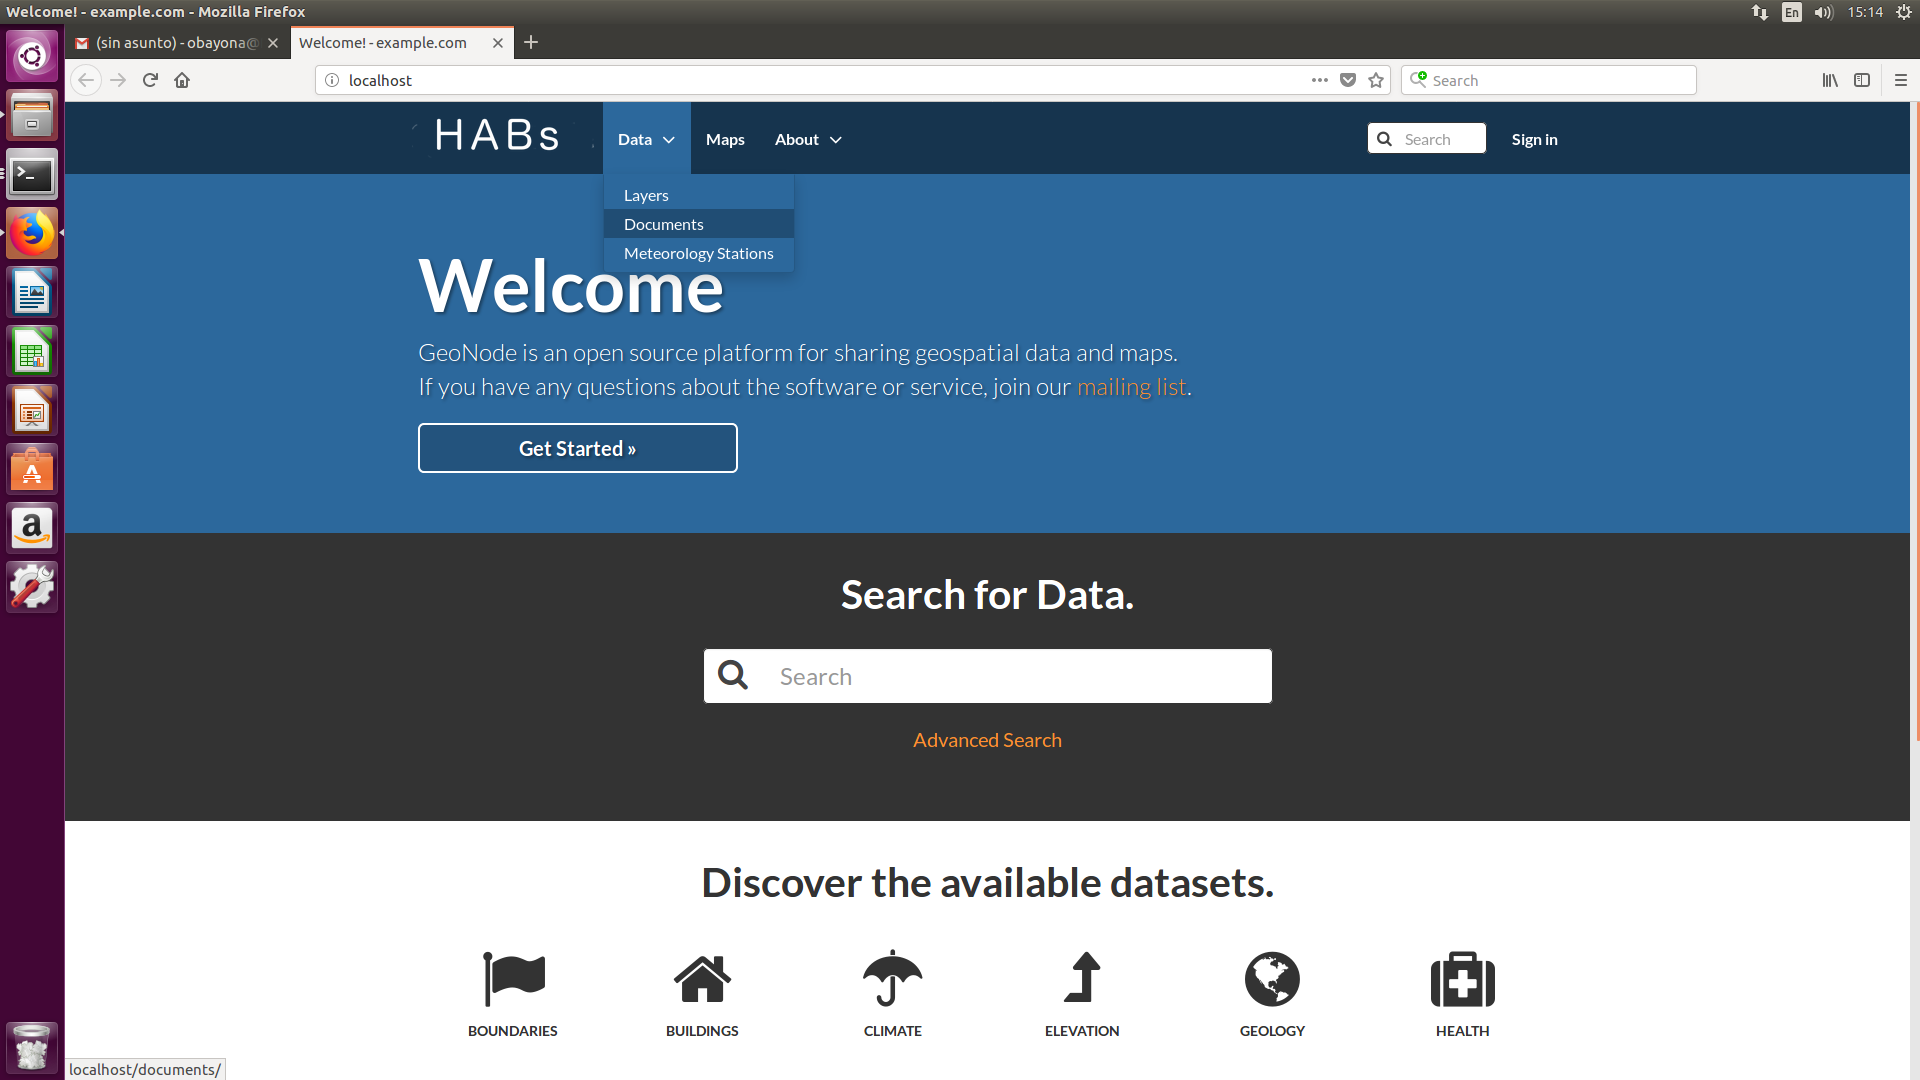 Welcome! - example.com - Mozilla Firefox
En
15:14
(sin asunto) - obayona@
Welcome! - example.com
localhost
Search
HABs
Data
Maps
About
Search
Sign in
Layers
Documents
Meteorology Stations
Welcome
GeoNode is an open source platform for sharing geospatial data and maps.
If you have any questions about the software or service, join our mailing list.
Get Started »
Search for Data.
Search
Advanced Search
Discover the available datasets.
BOUNDARIES
BUILDINGS
CLIMATE
ELEVATION
GEOLOGY
HEALTH
localhost/documents/